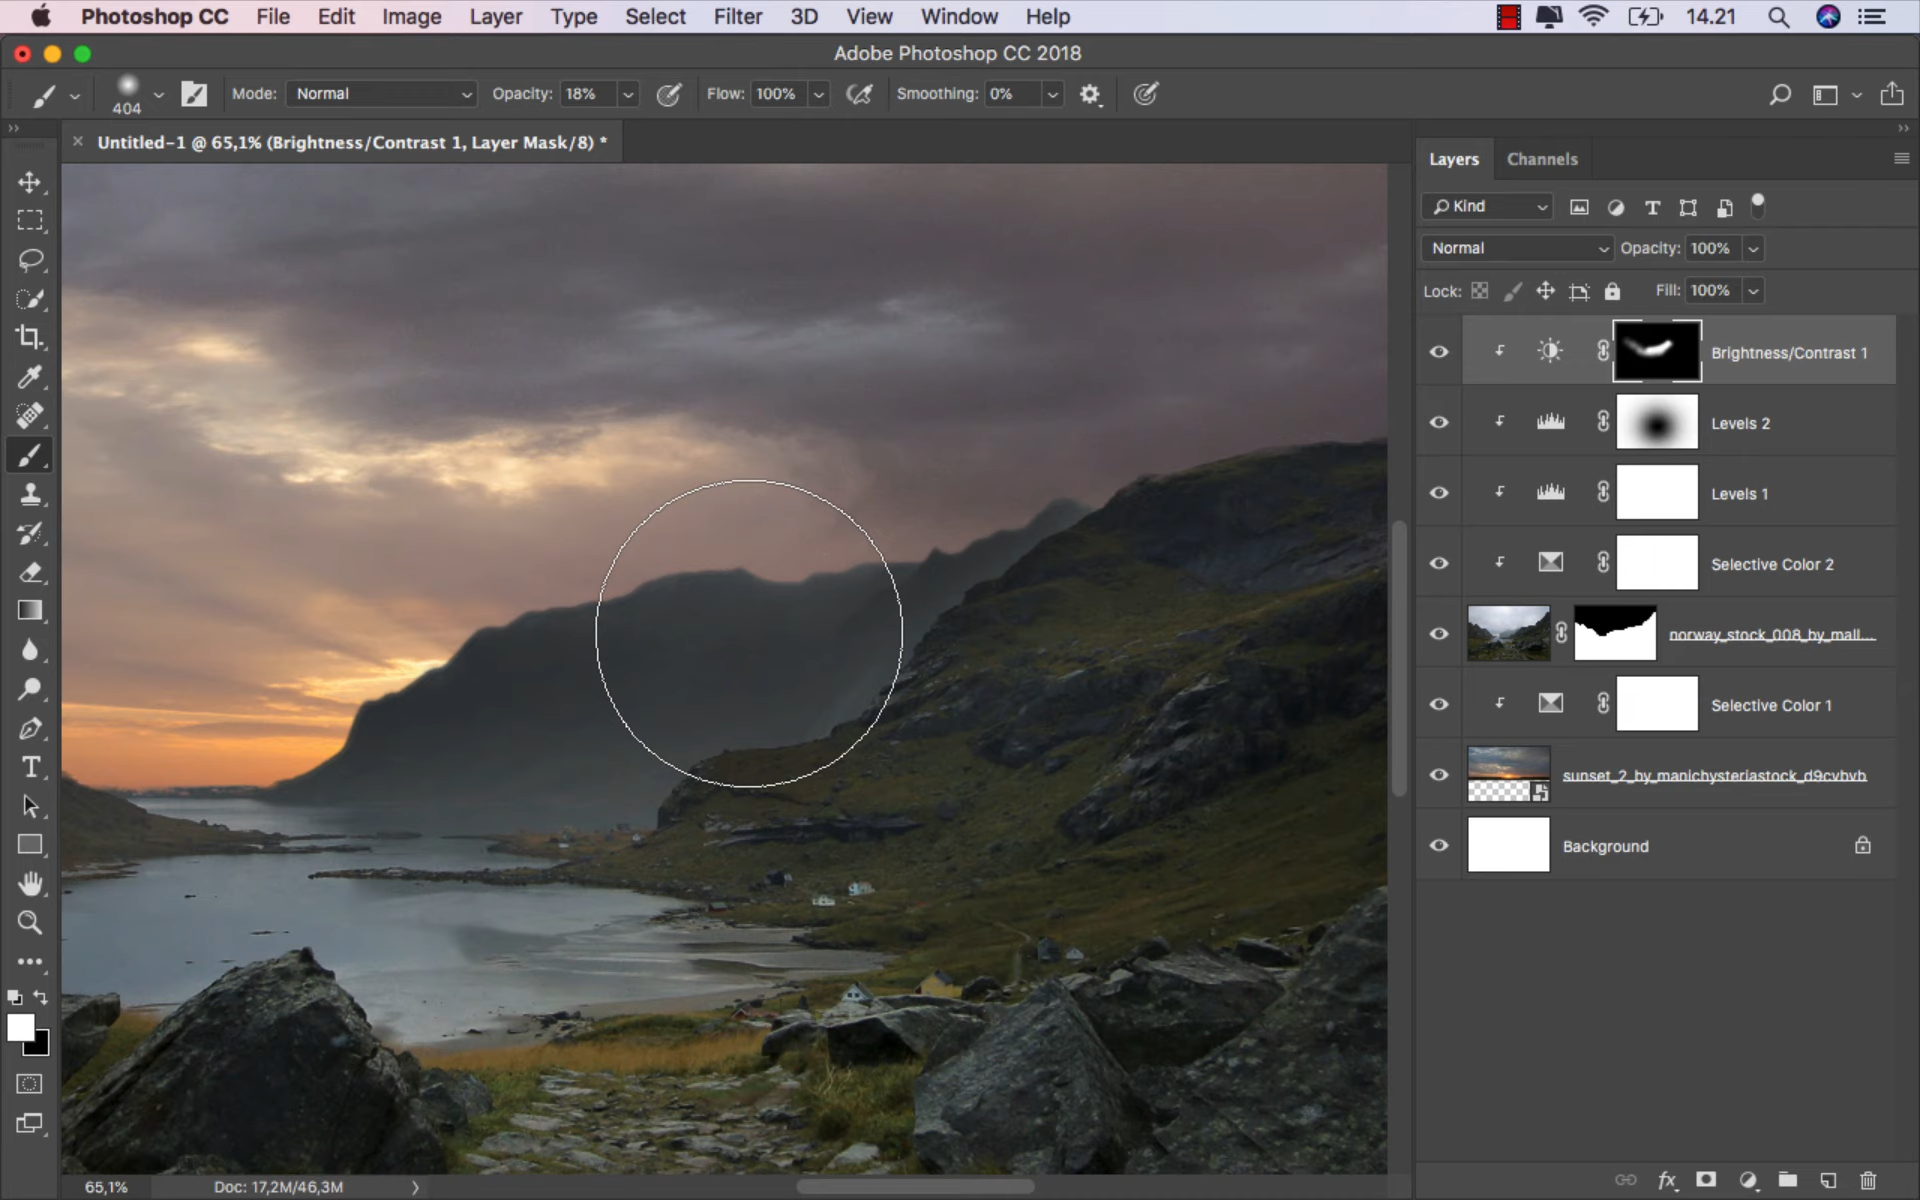 Photoshop CC File Edit Image Layer Type Select Filter 3D View Window Help 14.21
Adobe Photoshop CC 2018
404 Mode: Normal Opacity: 18% Flow: 100% Smoothing: 0%
Untitled-1 @ 65,1% (Brightness/Contrast 1, Layer Mask/8) *
Layers Channels
Kind
Normal Opacity: 100%
Lock: Fill: 100%
Brightness/Contrast 1
Levels 2
Levels 1
Selective Color 2
norway_stock_008_by_mall...
Selective Color 1
sunset_2_by_manichysteriastock_d9cvbvb
Background
65,1% Doc: 17,2M/46,3M